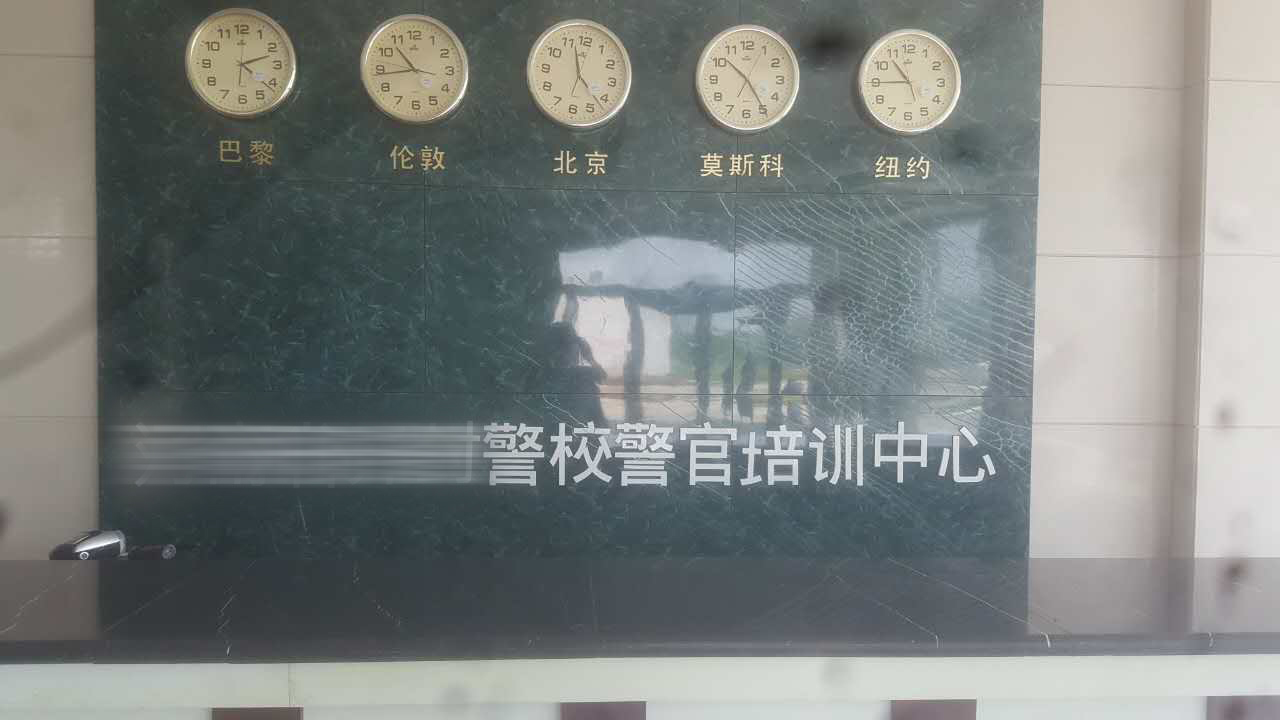 巴黎 伦敦 北京 莫斯科 纽约
警校警官培训中心